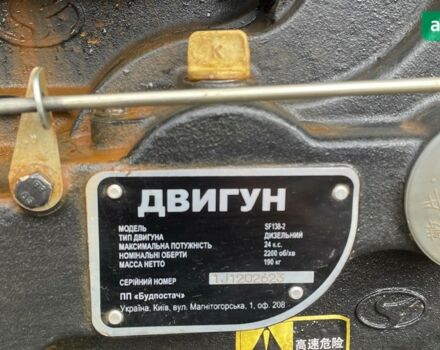 K
ДВИГУН
МОДЕЛЬ SF138-2
ТИП ДВИГУНА ДИЗЕЛЬНИЙ
МАКСИМАЛЬНА ПОТУЖНІСТЬ 24 к.с.
НОМІНАЛЬНІ ОБЕРТИ 2200 об/хв
МАССА НЕТТО 190 кг
СЕРІЙНИЙ НОМЕР 1J1202623
ПП «Будпостач»
Україна, Київ, вул. Магнітогорська, 1, оф. 208
高速危险